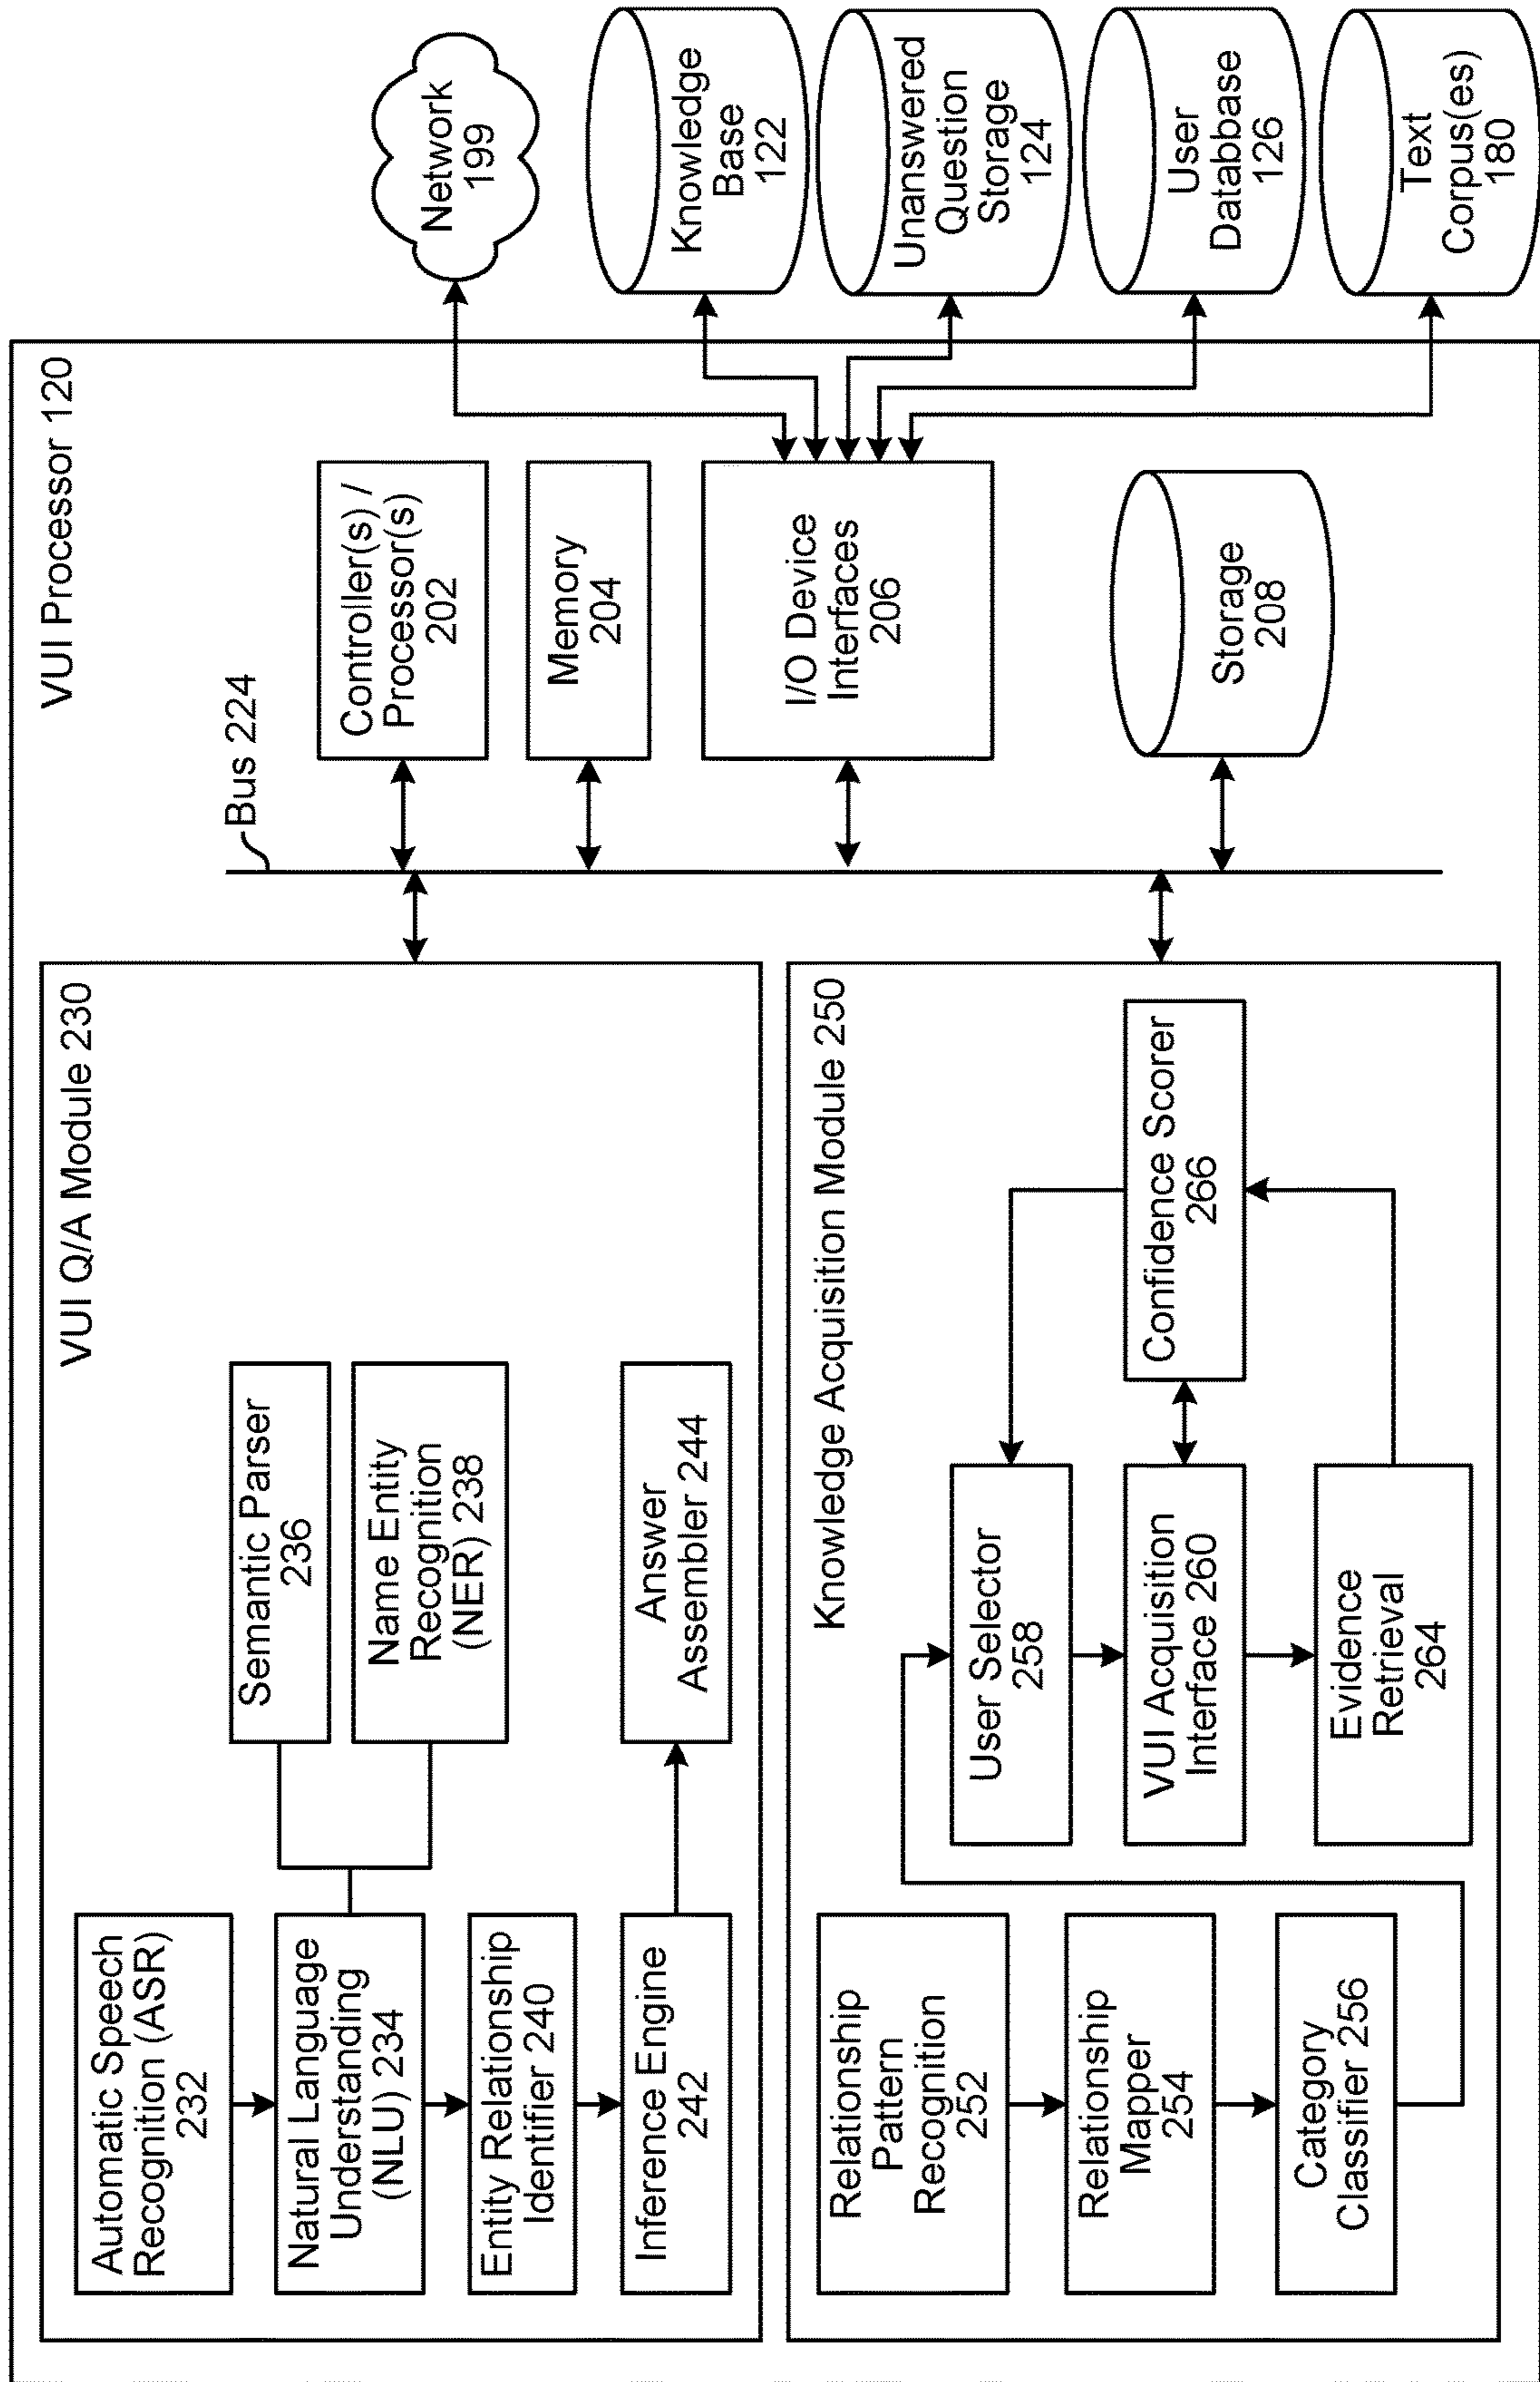 VUI Processor 120
VUI Q/A Module 230
Automatic Speech
Recognition (ASR)
232
Natural Language
Understanding
(NLU) 234
Entity Relationship
Identifier 240
Inference Engine
242
Semantic Parser
236
Name Entity
Recognition
(NER) 238
Answer
Assembler 244
Knowledge Acquisition Module 250
Relationship
Pattern
Recognition
252
Relationship
Mapper
254
Category
Classifier 256
User Selector
258
VUI Acquisition
Interface 260
Evidence
Retrieval
264
Confidence Scorer
266
Bus 224
Controller(s) /
Processor(s)
202
Memory
204
I/O Device
Interfaces
206
Storage
208
Network
199
Knowledge
Base
122
Unanswered
Question
Storage
124
User
Databbase
126
Text
Corpus(es)
180